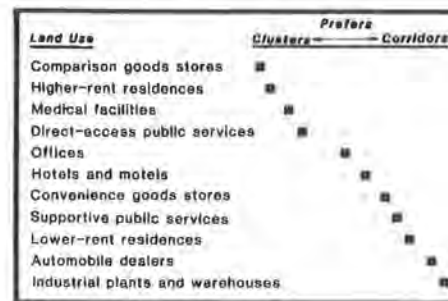 Prefers
Land Use Clusters Corridors
Comparison goods stores
Higher-rent residences
Medical facilities
Direct-access public services
Offices
Hotels and motels
Convenience goods stores
Supportive public services
Lower-rent residences
Automobile dealers
Industrial plants and warehouses